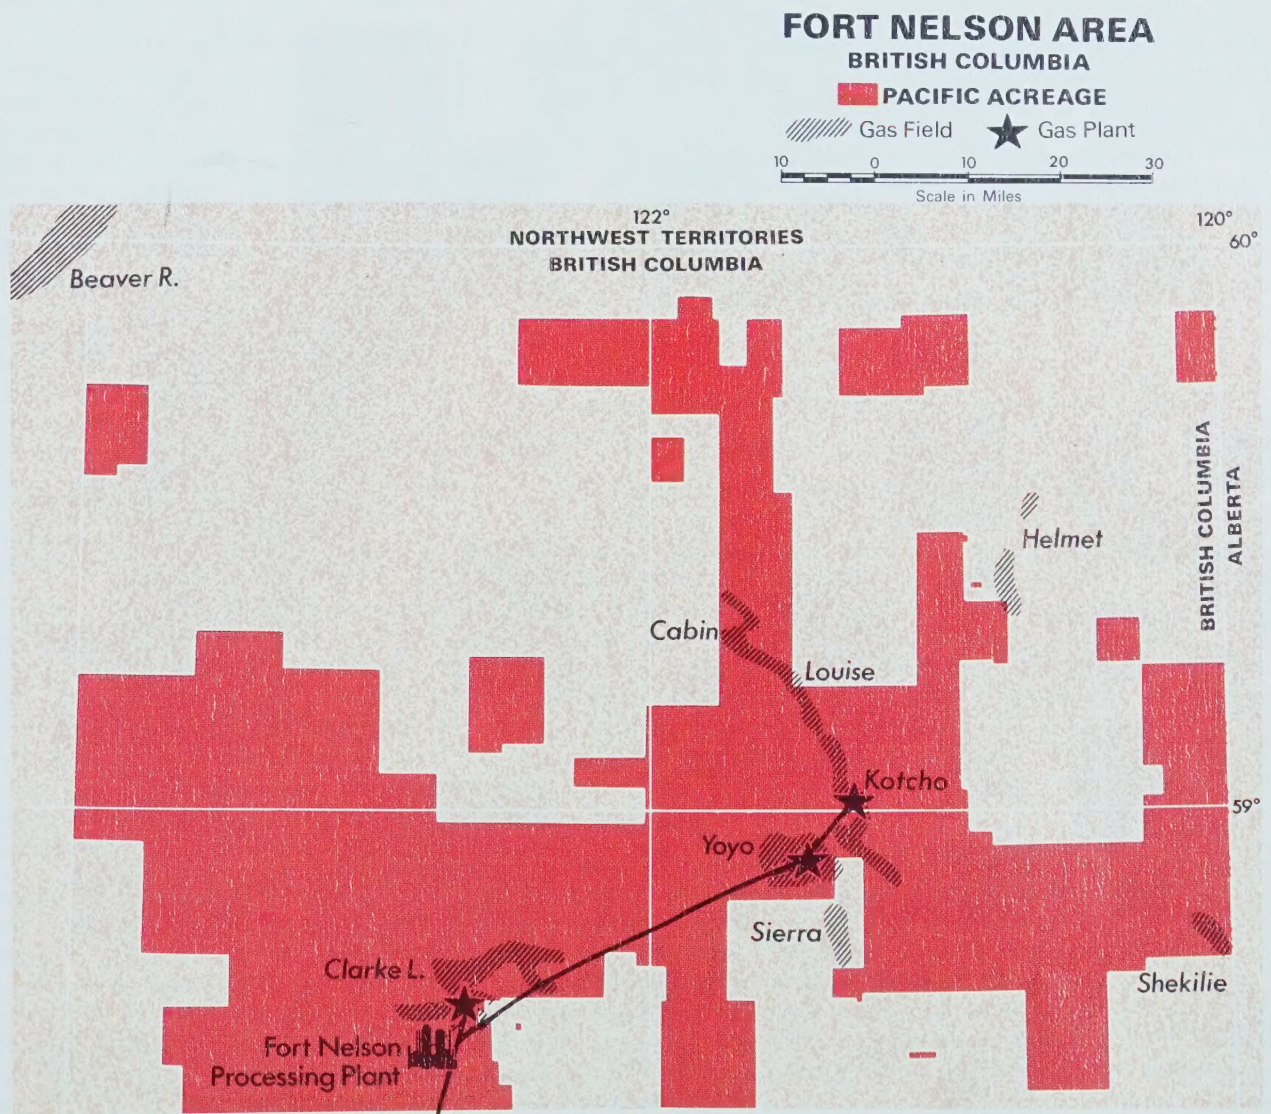 FORT NELSON AREA
BRITISH COLUMBIA
PACIFIC ACREAGE
Gas Field Gas Plant
10 0 10 20 30
Scale in Miles
122°
120°
NORTHWEST TERRITORIES
60°
BRITISH COLUMBIA
Beaver R.
BRITISH COLUMBIA
ALBERTA
Helmet
Cabin
Louise
Kotcho
59°
Yoyo
Sierra
Clarke L.
Shekilie
Fort Nelson
Processing Plant